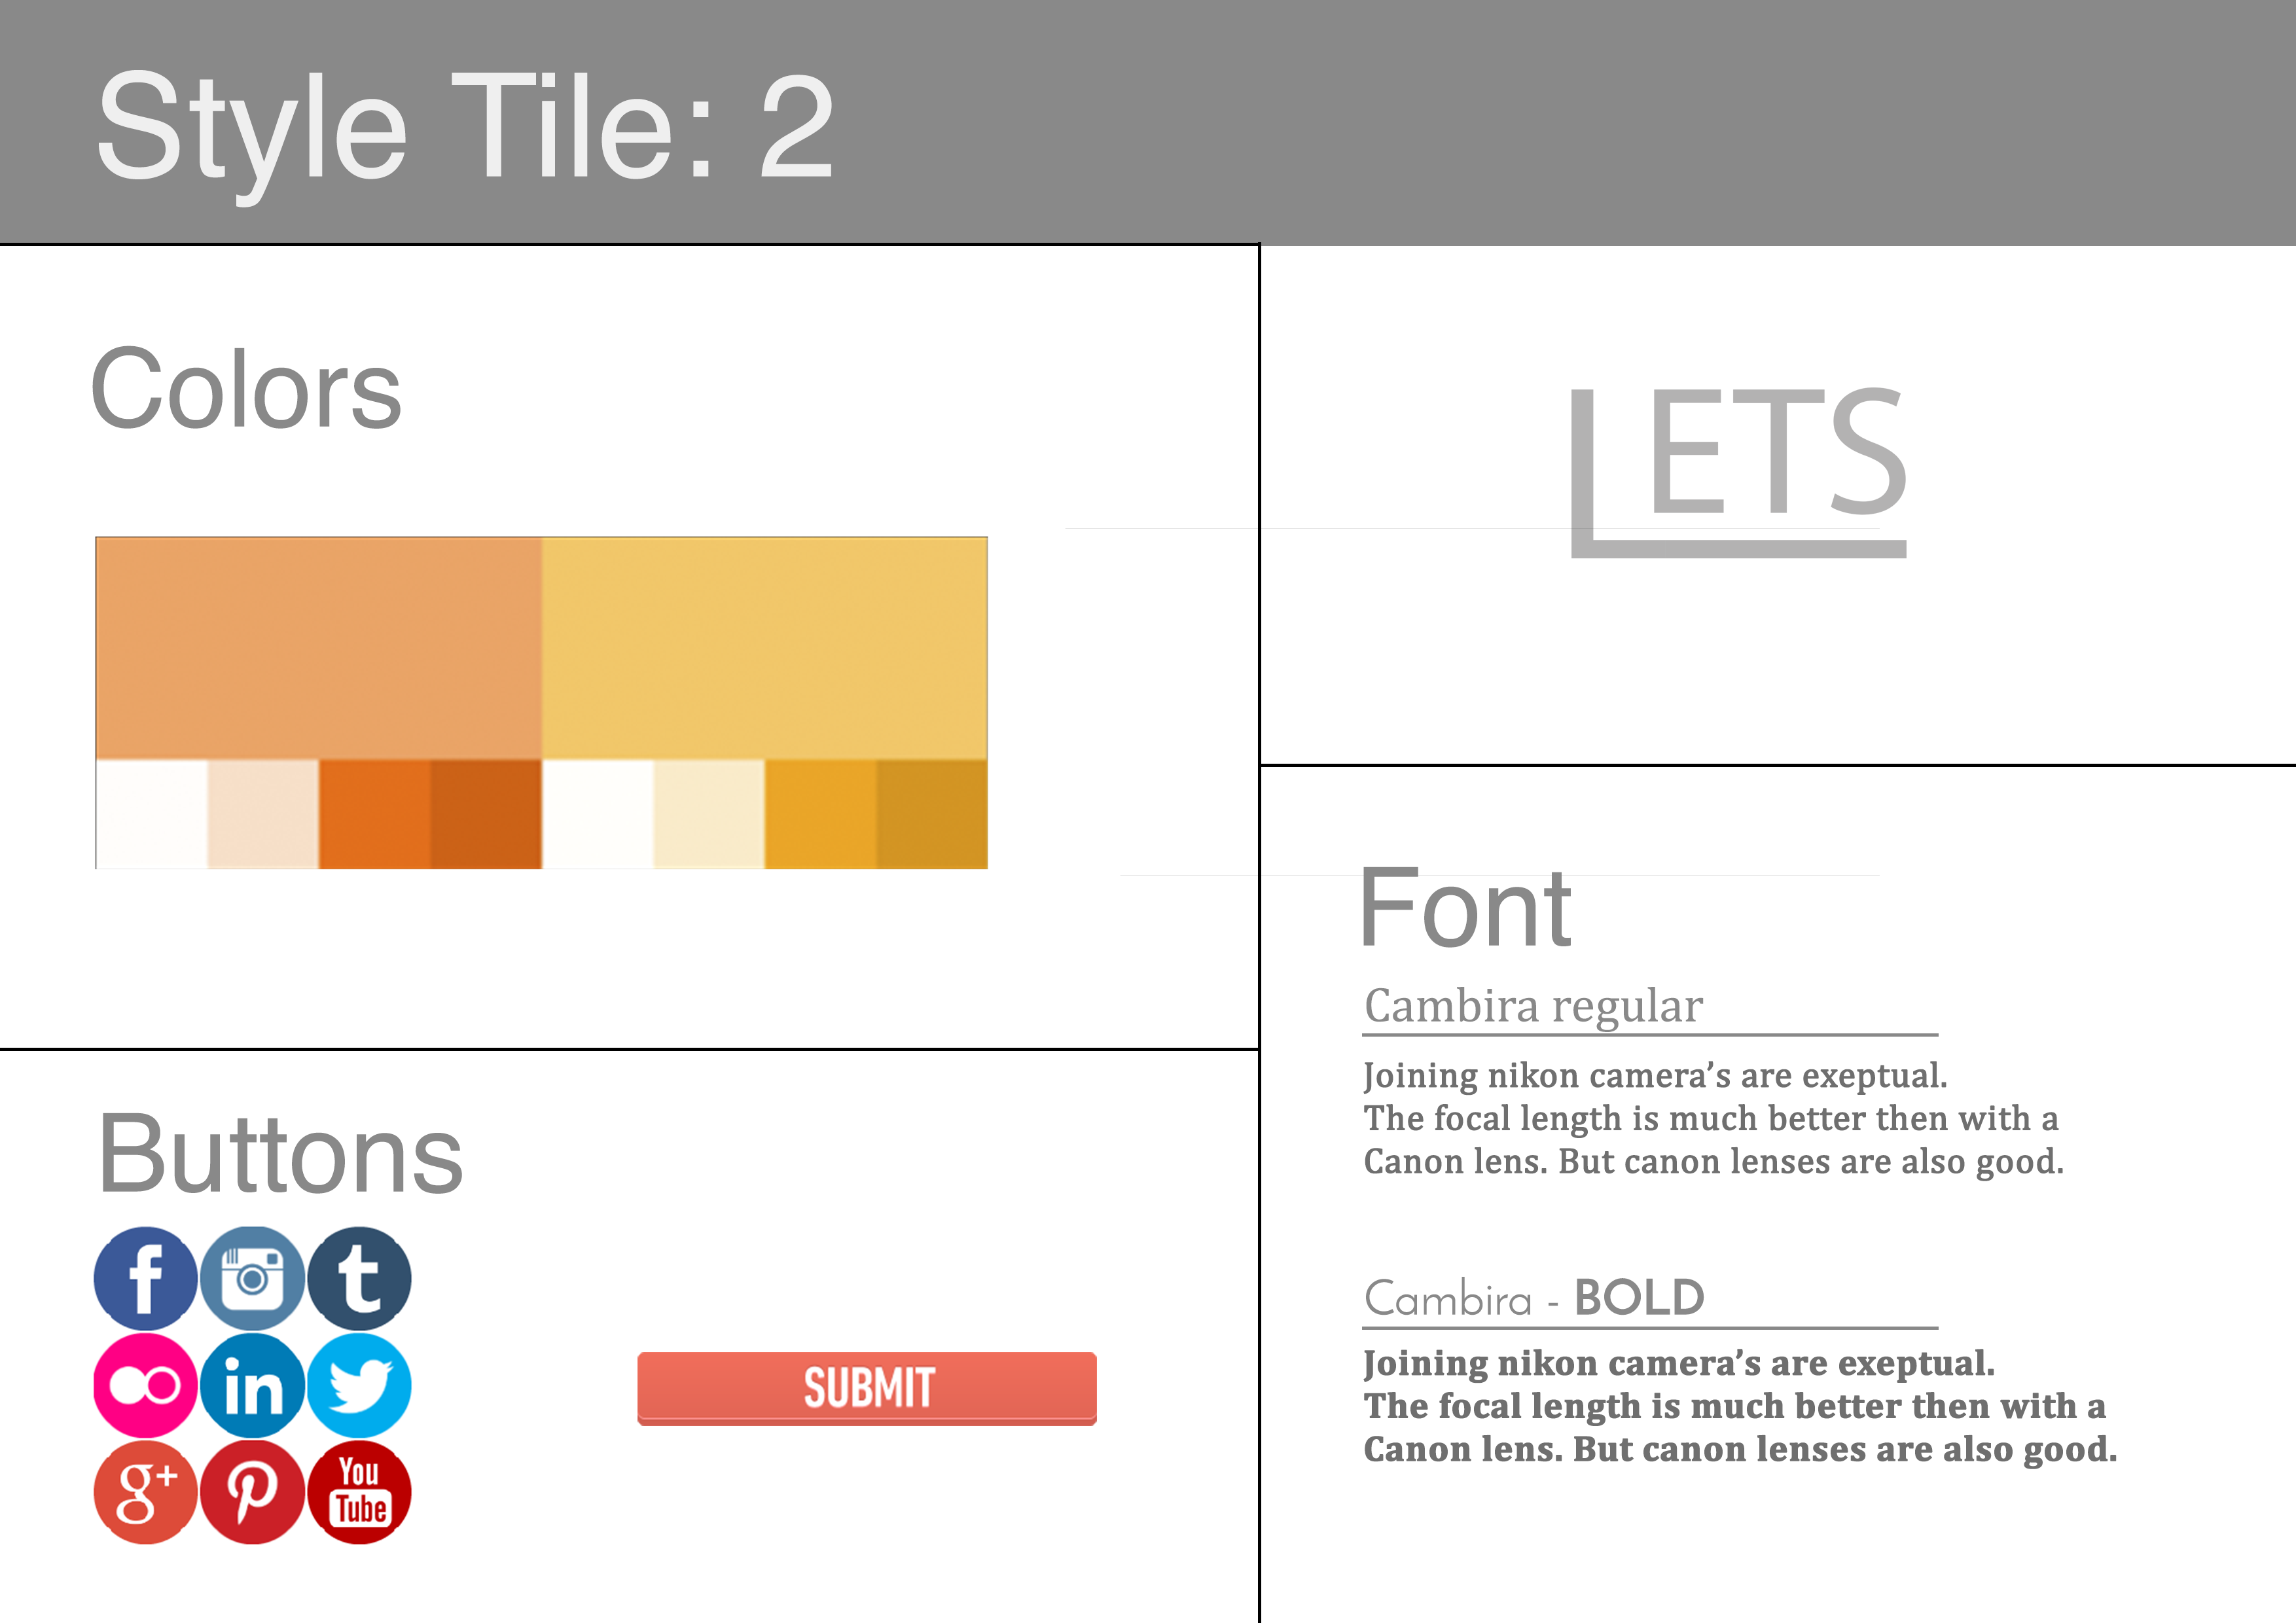 Style Tile: 2
Colors
LETS
Font
Cambira regular
Joining nikon camera’s are exeptual.
The focal length is much better then with a
Canon lens. But canon lenses are also good.
Cambira - BOLD
Joining nikon camera’s are exeptual.
The focal length is much better then with a
Canon lens. But canon lenses are also good.
Buttons
f
t
in
SUBMIT
g+
You
Tube